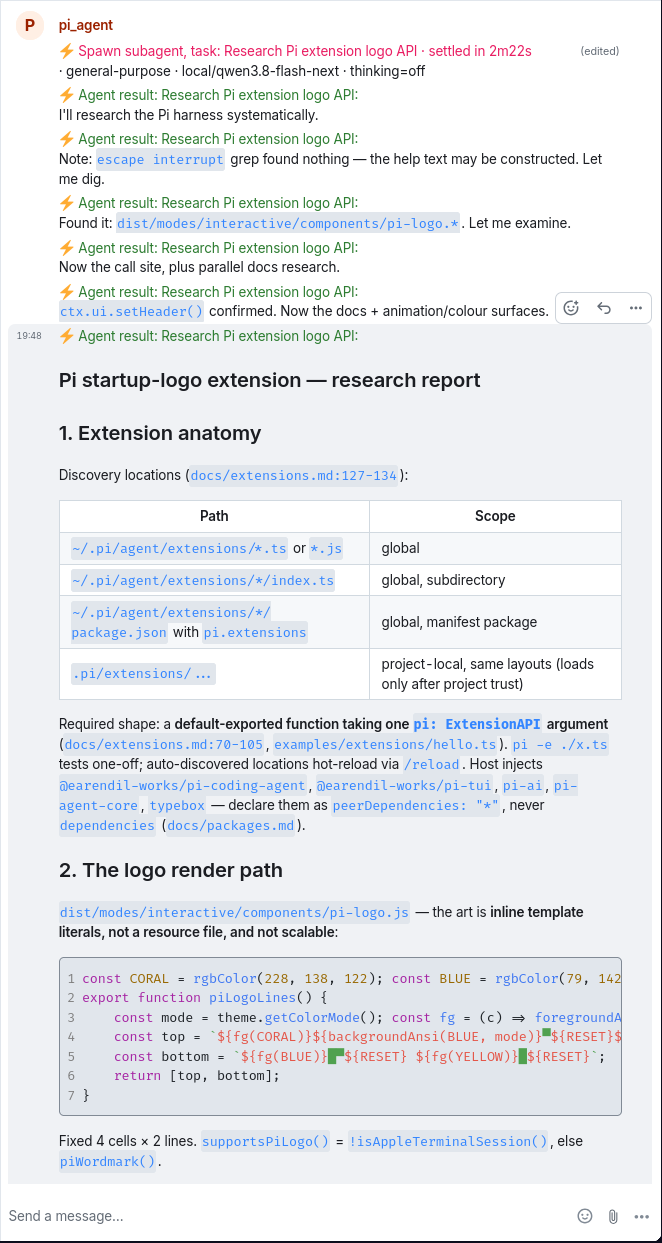 P pi_agent
⚡ Spawn subagent, task: Research Pi extension logo API · settled in 2m22s (edited)
· general-purpose · local/qwen3.8-flash-next · thinking=off
⚡ Agent result: Research Pi extension logo API:
I'll research the Pi harness systematically.
⚡ Agent result: Research Pi extension logo API:
Note: escape interrupt grep found nothing — the help text may be constructed. Let
me dig.
⚡ Agent result: Research Pi extension logo API:
Found it: dist/modes/interactive/components/pi-logo.*. Let me examine.
⚡ Agent result: Research Pi extension logo API:
Now the call site, plus parallel docs research.
⚡ Agent result: Research Pi extension logo API:
ctx.ui.setHeader() confirmed. Now the docs + animation/colour surfaces.
19:48 ⚡ Agent result: Research Pi extension logo API:
Pi startup-logo extension — research report
1. Extension anatomy
Discovery locations (docs/extensions.md:127-134):
Path Scope
~/.pi/agent/extensions/*.ts or *.js global
~/.pi/agent/extensions/*/index.ts global, subdirectory
~/.pi/agent/extensions/*/
package.json with pi.extensions global, manifest package
.pi/extensions/... project-local, same layouts (loads
only after project trust)
Required shape: a default-exported function taking one pi: ExtensionAPI argument
(docs/extensions.md:70-105, examples/extensions/hello.ts). pi -e ./x.ts
tests one-off; auto-discovered locations hot-reload via /reload. Host injects
@earendil-works/pi-coding-agent, @earendil-works/pi-tui, pi-ai, pi-
agent-core, typebox — declare them as peerDependencies: "*", never
dependencies (docs/packages.md).
2. The logo render path
dist/modes/interactive/components/pi-logo.js — the art is inline template
literals, not a resource file, and not scalable:
1 const CORAL = rgbColor(228, 138, 122); const BLUE = rgbColor(79, 142
2 export function piLogoLines() {
3 const mode = theme.getColorMode(); const fg = (c) => foregroundA
4 const top = `${fg(CORAL)}${backgroundAnsi(BLUE, mode)}▀${RESET}$
5 const bottom = `${fg(BLUE)}█▀${RESET} ${fg(YELLOW)}█${RESET}`;
6 return [top, bottom];
7 }
Fixed 4 cells × 2 lines. supportsPiLogo() = !isAppleTerminalSession(), else
piWordmark().
Send a message...